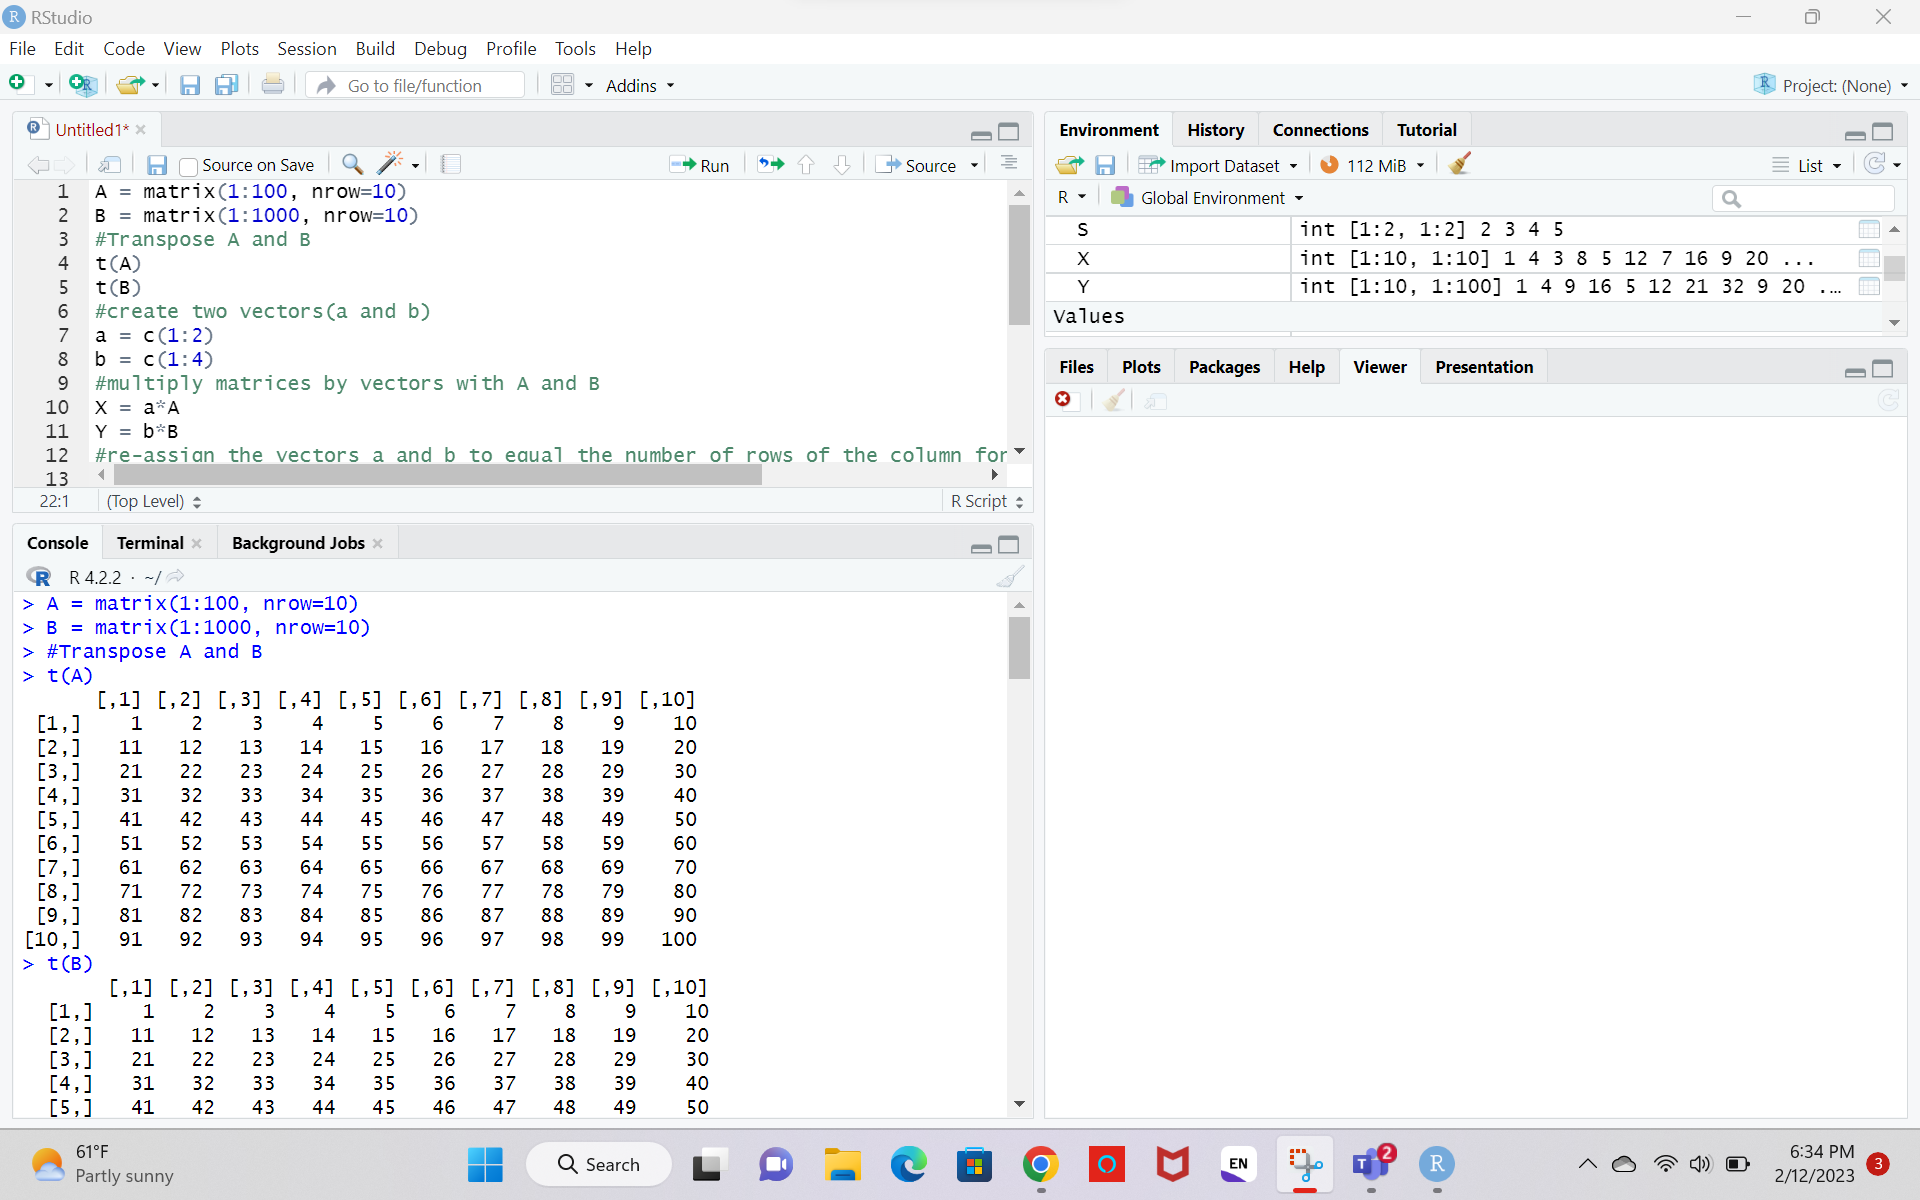 RStudio
File Edit Code View Plots Session Build Debug Profile Tools Help
Go to file/function Addins Project: (None)
Untitled1*
Source on Save Run Source
1 A = matrix(1:100, nrow=10)
2 B = matrix(1:1000, nrow=10)
3 #Transpose A and B
4 t(A)
5 t(B)
6 #create two vectors(a and b)
7 a = c(1:2)
8 b = c(1:4)
9 #multiply matrices by vectors with A and B
10 X = a*A
11 Y = b*B
12 #re-assign the vectors a and b to equal the number of rows of the column for
13
22:1 (Top Level) R Script
Console Terminal Background Jobs
R R 4.2.2 · ~/
> A = matrix(1:100, nrow=10)
> B = matrix(1:1000, nrow=10)
> #Transpose A and B
> t(A)
[,1] [,2] [,3] [,4] [,5] [,6] [,7] [,8] [,9] [,10]
[1,] 1 2 3 4 5 6 7 8 9 10
[2,] 11 12 13 14 15 16 17 18 19 20
[3,] 21 22 23 24 25 26 27 28 29 30
[4,] 31 32 33 34 35 36 37 38 39 40
[5,] 41 42 43 44 45 46 47 48 49 50
[6,] 51 52 53 54 55 56 57 58 59 60
[7,] 61 62 63 64 65 66 67 68 69 70
[8,] 71 72 73 74 75 76 77 78 79 80
[9,] 81 82 83 84 85 86 87 88 89 90
[10,] 91 92 93 94 95 96 97 98 99 100
> t(B)
[,1] [,2] [,3] [,4] [,5] [,6] [,7] [,8] [,9] [,10]
[1,] 1 2 3 4 5 6 7 8 9 10
[2,] 11 12 13 14 15 16 17 18 19 20
[3,] 21 22 23 24 25 26 27 28 29 30
[4,] 31 32 33 34 35 36 37 38 39 40
[5,] 41 42 43 44 45 46 47 48 49 50
Environment History Connections Tutorial
Import Dataset 112 MiB List
R Global Environment
S int [1:2, 1:2] 2 3 4 5
X int [1:10, 1:10] 1 4 3 8 5 12 7 16 9 20 ...
Y int [1:10, 1:100] 1 4 9 16 5 12 21 32 9 20 ...
Values
Files Plots Packages Help Viewer Presentation
61°F
Partly sunny
Search
EN
2
R
6:34 PM
2/12/2023
3